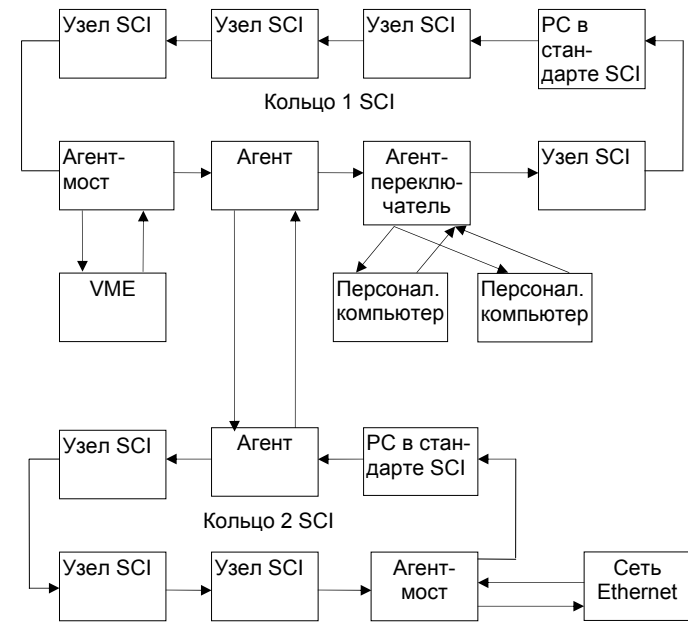 Узел SCI
Узел SCI
Узел SCI
PC в
стан-
дарте SCI
Кольцо 1 SCI
Агент-
мост
Агент
Агент-
переклю-
чатель
Узел SCI
VME
Персонал.
компьютер
Персонал.
компьютер
Узел SCI
Агент
PC в стан-
дарте SCI
Кольцо 2 SCI
Узел SCI
Узел SCI
Агент-
мост
Сеть
Ethernet